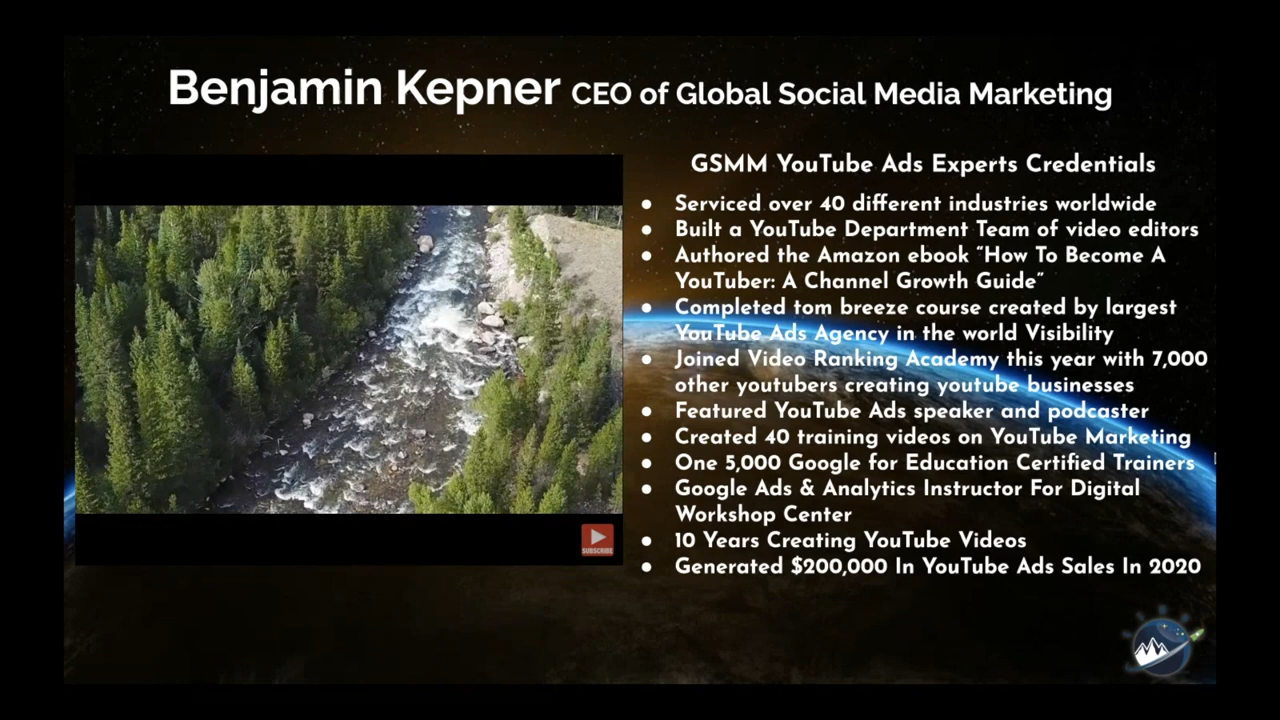 Benjamin Kepner CEO of Global Social Media Marketing
GSMM YouTube Ads Experts Credentials
● Serviced over 40 different industries worldwide
● Built a YouTube Department Team of video editors
● Authored the Amazon ebook “How To Become A
YouTuber: A Channel Growth Guide”
● Completed tom breeze course created by largest
YouTube Ads Agency in the world Visibility
● Joined Video Ranking Academy this year with 7,000
other youtubers creating youtube businesses
● Featured YouTube Ads speaker and podcaster
● Created 40 training videos on YouTube Marketing
● One 5,000 Google for Education Certified Trainers
● Google Ads & Analytics Instructor For Digital
Workshop Center
● 10 Years Creating YouTube Videos
● Generated $200,000 In YouTube Ads Sales In 2020
SUBSCRIBE